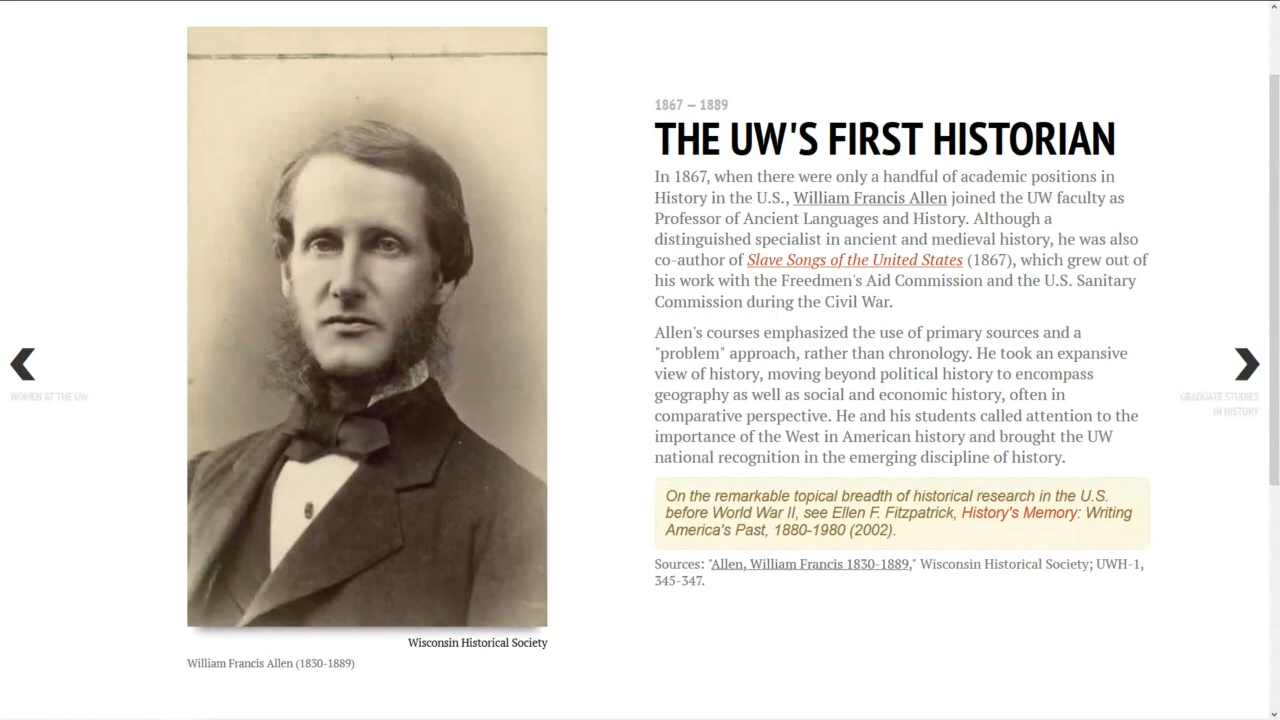 1867 – 1889
THE UW'S FIRST HISTORIAN
In 1867, when there were only a handful of academic positions in
History in the U.S., William Francis Allen joined the UW faculty as
Professor of Ancient Languages and History. Although a
distinguished specialist in ancient and medieval history, he was also
co-author of Slave Songs of the United States (1867), which grew out of
his work with the Freedmen's Aid Commission and the U.S. Sanitary
Commission during the Civil War.
Allen's courses emphasized the use of primary sources and a
"problem" approach, rather than chronology. He took an expansive
view of history, moving beyond political history to encompass
geography as well as social and economic history, often in
comparative perspective. He and his students called attention to the
importance of the West in American history and brought the UW
national recognition in the emerging discipline of history.
On the remarkable topical breadth of historical research in the U.S.
before World War II, see Ellen F. Fitzpatrick, History's Memory: Writing
America's Past, 1880-1980 (2002).
Sources: "Allen, William Francis 1830-1889," Wisconsin Historical Society; UWH-1,
345-347.
Wisconsin Historical Society
William Francis Allen (1830-1889)
WOMEN AT THE UW
GRADUATE STUDIES
IN HISTORY